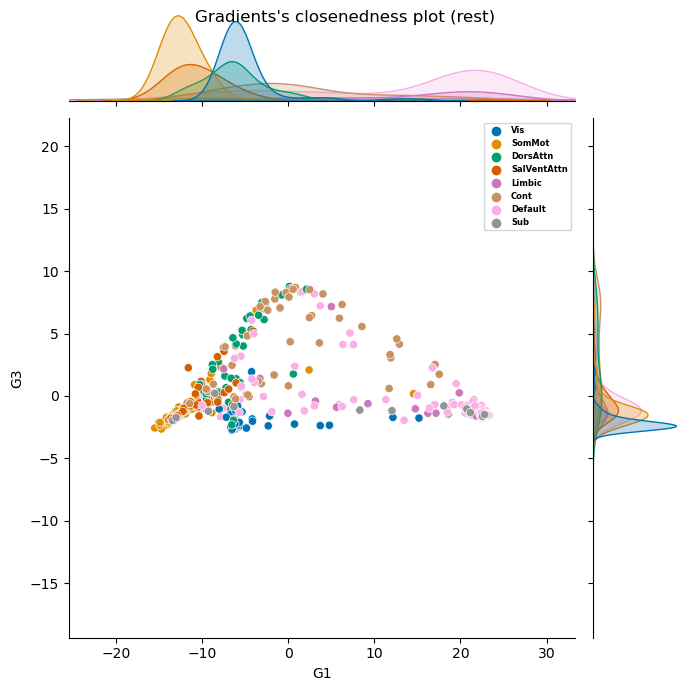 Gradients's closenedness plot (rest)
Vis
SomMot
DorsAttn
SalVentAttn
Limbic
Cont
Default
Sub
20
15
10
5
0
−5
−10
−15
G3
−20 −10 0 10 20 30
G1